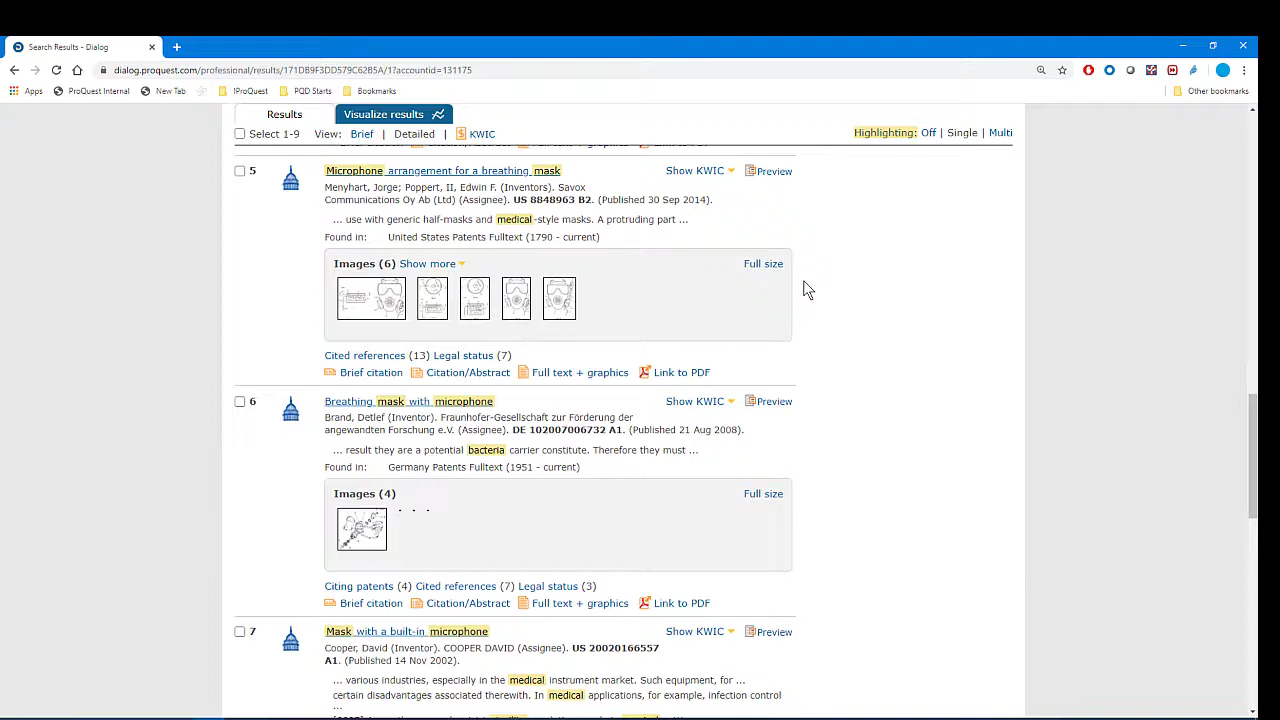 Search Results - Dialog
dialog.proquest.com/professional/results/171DB9F3DD579C62B5A/1?accountid=131175
Apps ProQuest Internal New Tab !ProQuest PQD Starts Bookmarks Other bookmarks
Results Visualize results
Select 1-9 View: Brief | Detailed | KWIC Highlighting: Off | Single | Multi
5 Microphone arrangement for a breathing mask Show KWIC Preview
Menyhart, Jorge; Poppert, II, Edwin F. (Inventors). Savox
Communications Oy Ab (Ltd) (Assignee). US 8848963 B2. (Published 30 Sep 2014).
... use with generic half-masks and medical-style masks. A protruding part ...
Found in: United States Patents Fulltext (1790 - current)
Images (6) Show more Full size
Cited references (13) Legal status (7)
Brief citation Citation/Abstract Full text + graphics Link to PDF
6 Breathing mask with microphone Show KWIC Preview
Brand, Detlef (Inventor). Fraunhofer-Gesellschaft zur Förderung der
angewandten Forschung e.V. (Assignee). DE 102007006732 A1. (Published 21 Aug 2008).
... result they are a potential bacteria carrier constitute. Therefore they must ...
Found in: Germany Patents Fulltext (1951 - current)
Images (4) Full size
. . .
Citing patents (4) Cited references (7) Legal status (3)
Brief citation Citation/Abstract Full text + graphics Link to PDF
7 Mask with a built-in microphone Show KWIC Preview
Cooper, David (Inventor). COOPER DAVID (Assignee). US 20020166557
A1. (Published 14 Nov 2002).
... various industries, especially in the medical instrument market. Such equipment, for ...
certain disadvantages associated therewith. In medical applications, for example, infection control
...